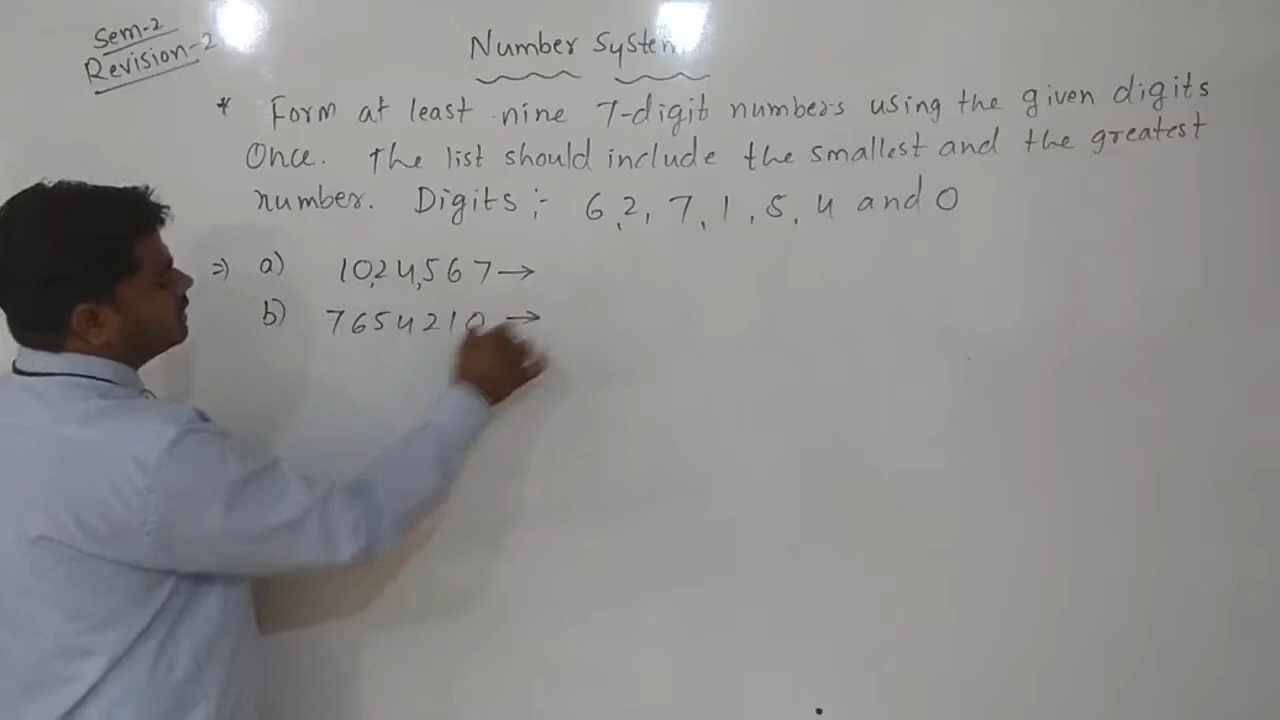 Sem-2
Revision-2
Number System
* Form at least nine 7-digit numbers using the given digits
Once. The list should include the smallest and the greatest
number. Digits :- 6, 2, 7, 1, 5, 4 and 0
⇒ a) 10,24,567 →
b) 7654210 →